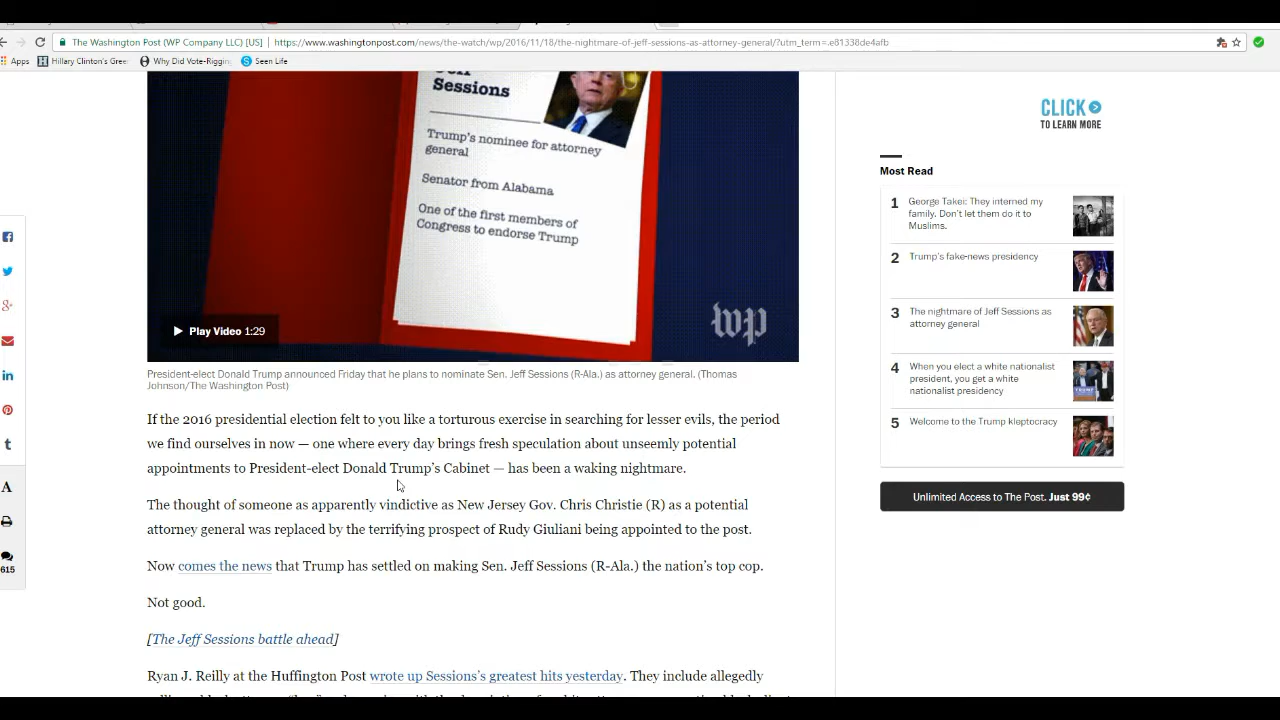 The Washington Post (WP Company LLC) [US]
https://www.washingtonpost.com/news/the-watch/wp/2016/11/18/the-nightmare-of-jeff-sessions-as-attorney-general/?utm_term=.e81338de4afb
Apps
Hillary Clinton's Gree
Why Did Vote-Riggin
Seen Life
Sessions
Trump's nominee for attorney
general
Senator from Alabama
One of the first members of
Congress to endorse Trump
Play Video 1:29
wp
President-elect Donald Trump announced Friday that he plans to nominate Sen. Jeff Sessions (R-Ala.) as attorney general. (Thomas
Johnson/The Washington Post)
If the 2016 presidential election felt to you like a torturous exercise in searching for lesser evils, the period
we find ourselves in now — one where every day brings fresh speculation about unseemly potential
appointments to President-elect Donald Trump's Cabinet — has been a waking nightmare.
The thought of someone as apparently vindictive as New Jersey Gov. Chris Christie (R) as a potential
attorney general was replaced by the terrifying prospect of Rudy Giuliani being appointed to the post.
Now comes the news that Trump has settled on making Sen. Jeff Sessions (R-Ala.) the nation's top cop.
Not good.
[The Jeff Sessions battle ahead]
Ryan J. Reilly at the Huffington Post wrote up Sessions's greatest hits yesterday. They include allegedly
A
615
CLICK
TO LEARN MORE
Most Read
1 George Takei: They interned my
family. Don't let them do it to
Muslims.
2 Trump's fake-news presidency
3 The nightmare of Jeff Sessions as
attorney general
4 When you elect a white nationalist
president, you get a white
nationalist presidency
5 Welcome to the Trump kleptocracy
Unlimited Access to The Post. Just 99¢